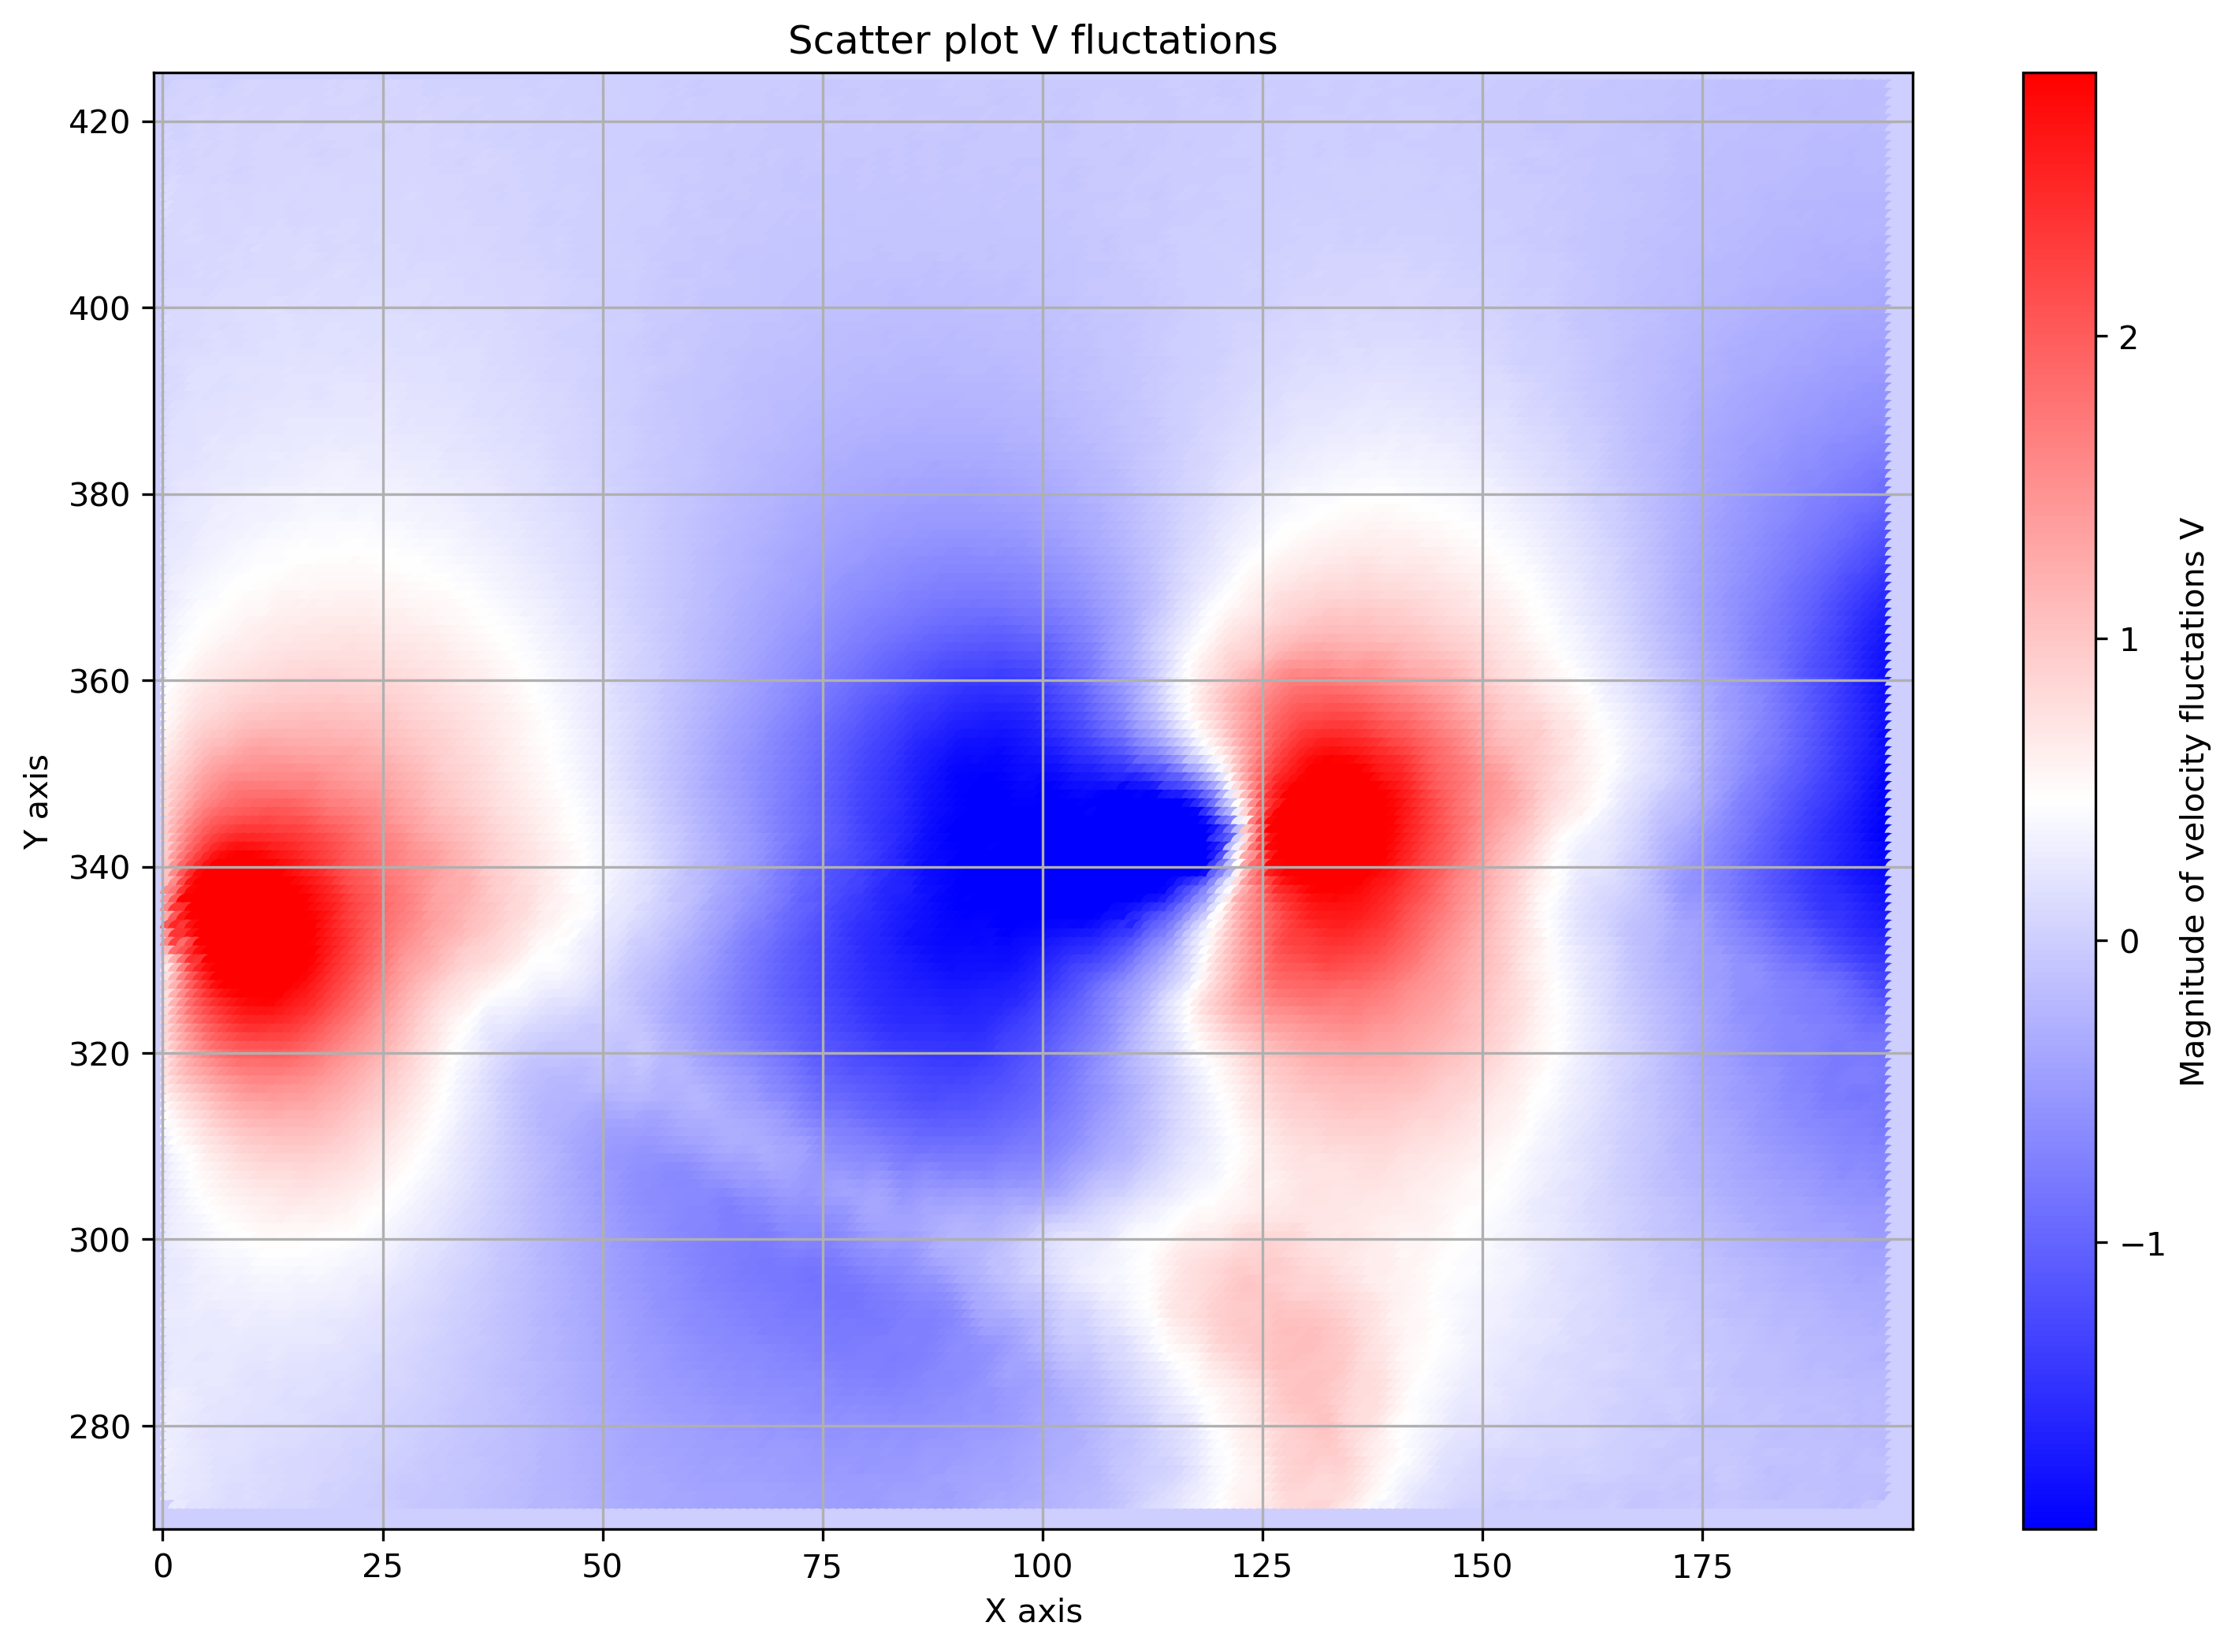 Scatter plot V fluctations
420
400
380
360
340
320
300
280
Y axis
0 25 50 75 100 125 150 175
X axis
2
1
0
−1
Magnitude of velocity fluctations V